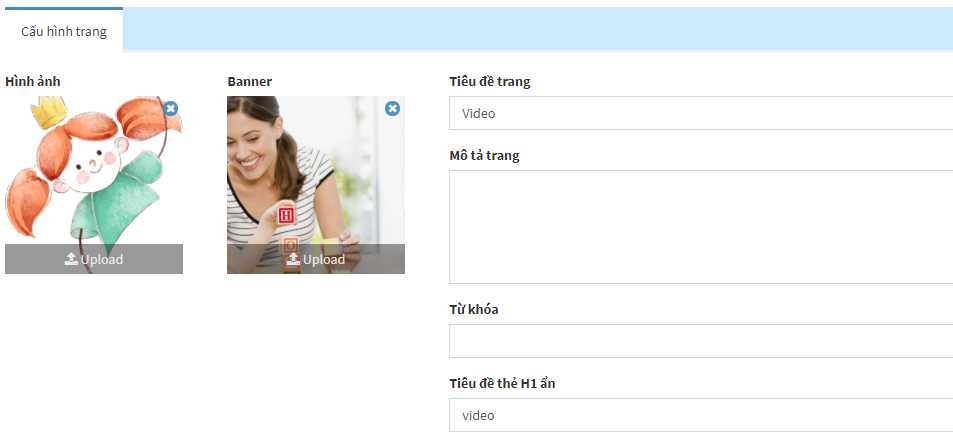 Cấu hình trang
Hình ảnh
Banner
Tiêu đề trang
Video
Mô tả trang
H
O
Upload
Upload
Từ khóa
Tiêu đề thẻ H1 ẩn
video